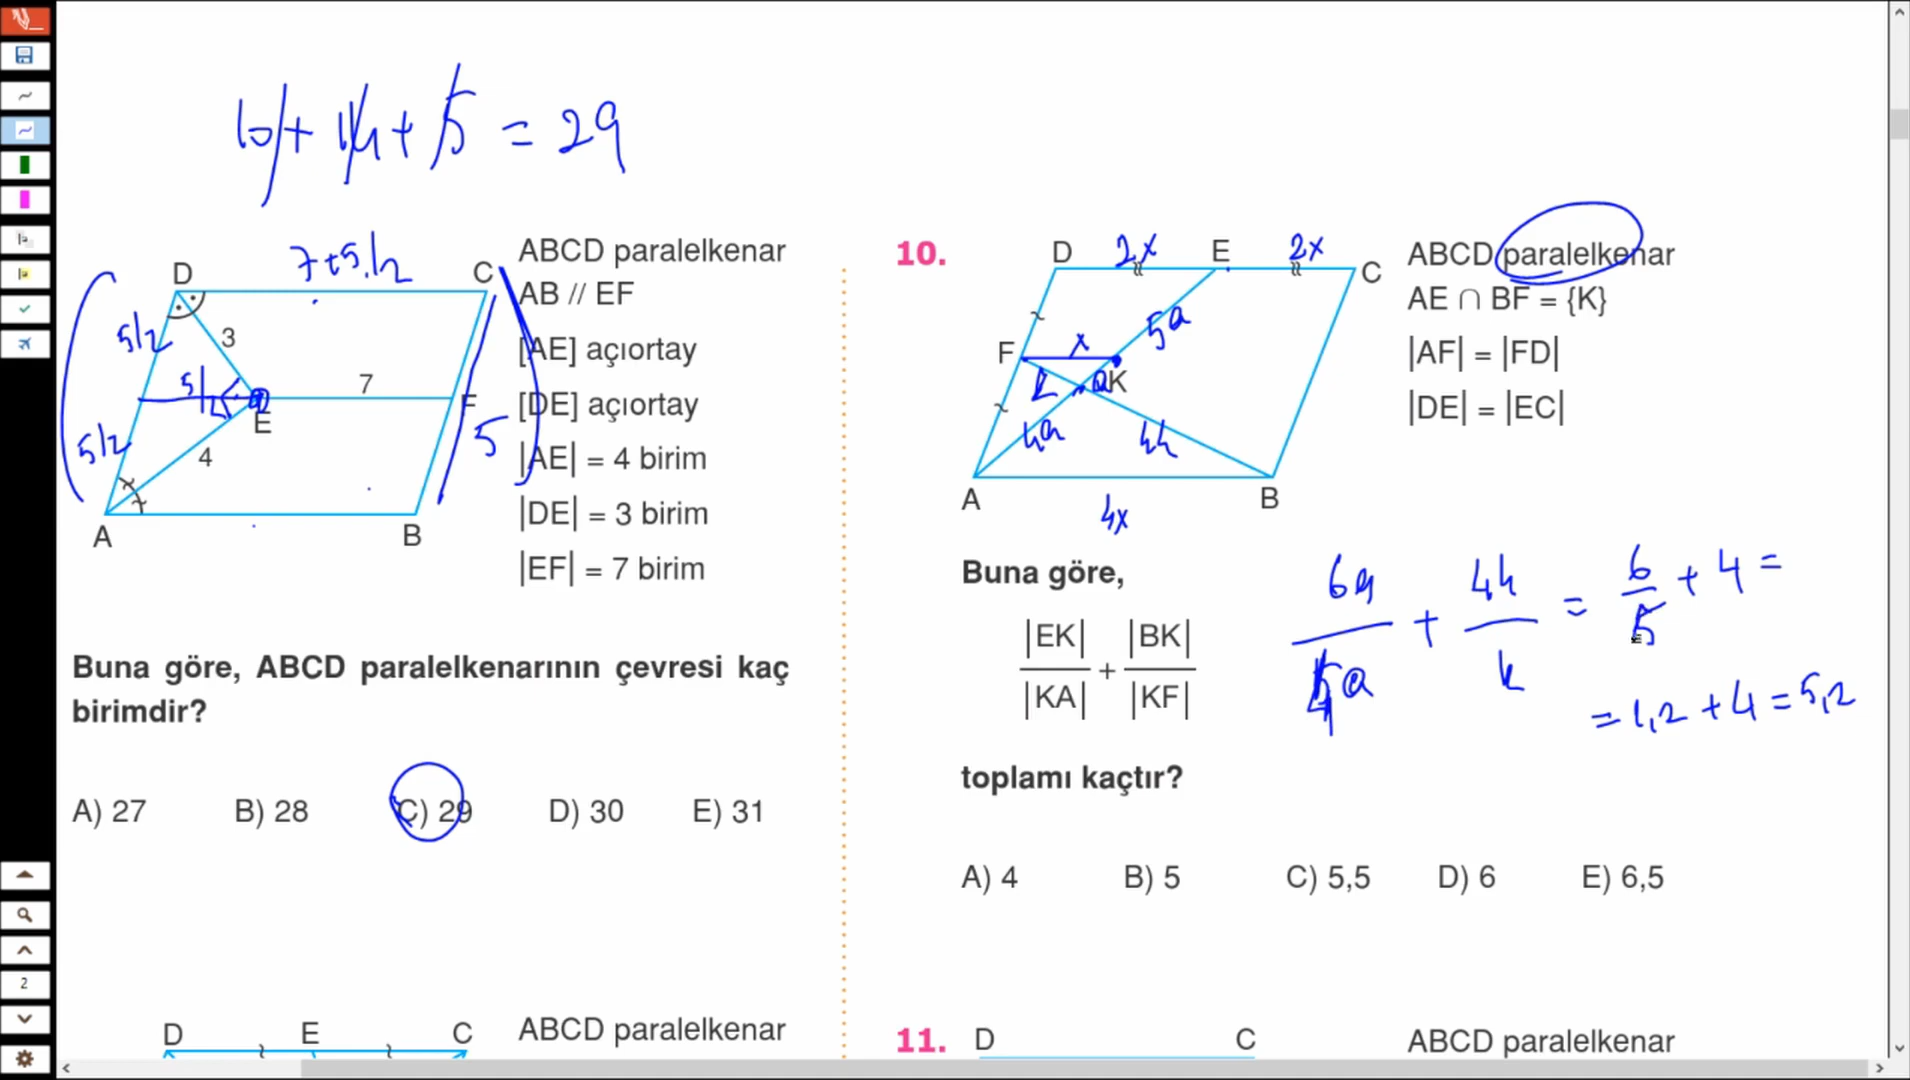 10 + 14 + 5 = 29
D
7+5/2
C
5/2
3
5/2
7
E
F
5/2
4
5
A
B
ABCD paralelkenar
AB // EF
[AE] açıortay
[DE] açıortay
|AE| = 4 birim
|DE| = 3 birim
|EF| = 7 birim
Buna göre, ABCD paralelkenarının çevresi kaç
birimdir?
A) 27 B) 28 C) 29 D) 30 E) 31
D E C ABCD paralelkenar
10.
D 2x E 2x C
5a
F x
k a K
4a 4k
A B
4x
ABCD paralelkenar
AE ∩ BF = {K}
|AF| = |FD|
|DE| = |EC|
Buna göre,
|EK|/|KA| + |BK|/|KF|
6a/a + 4k/k = 6/5 + 4 =
= 1,2 + 4 = 5,2
toplamı kaçtır?
A) 4 B) 5 C) 5,5 D) 6 E) 6,5
11. D C ABCD paralelkenar
2